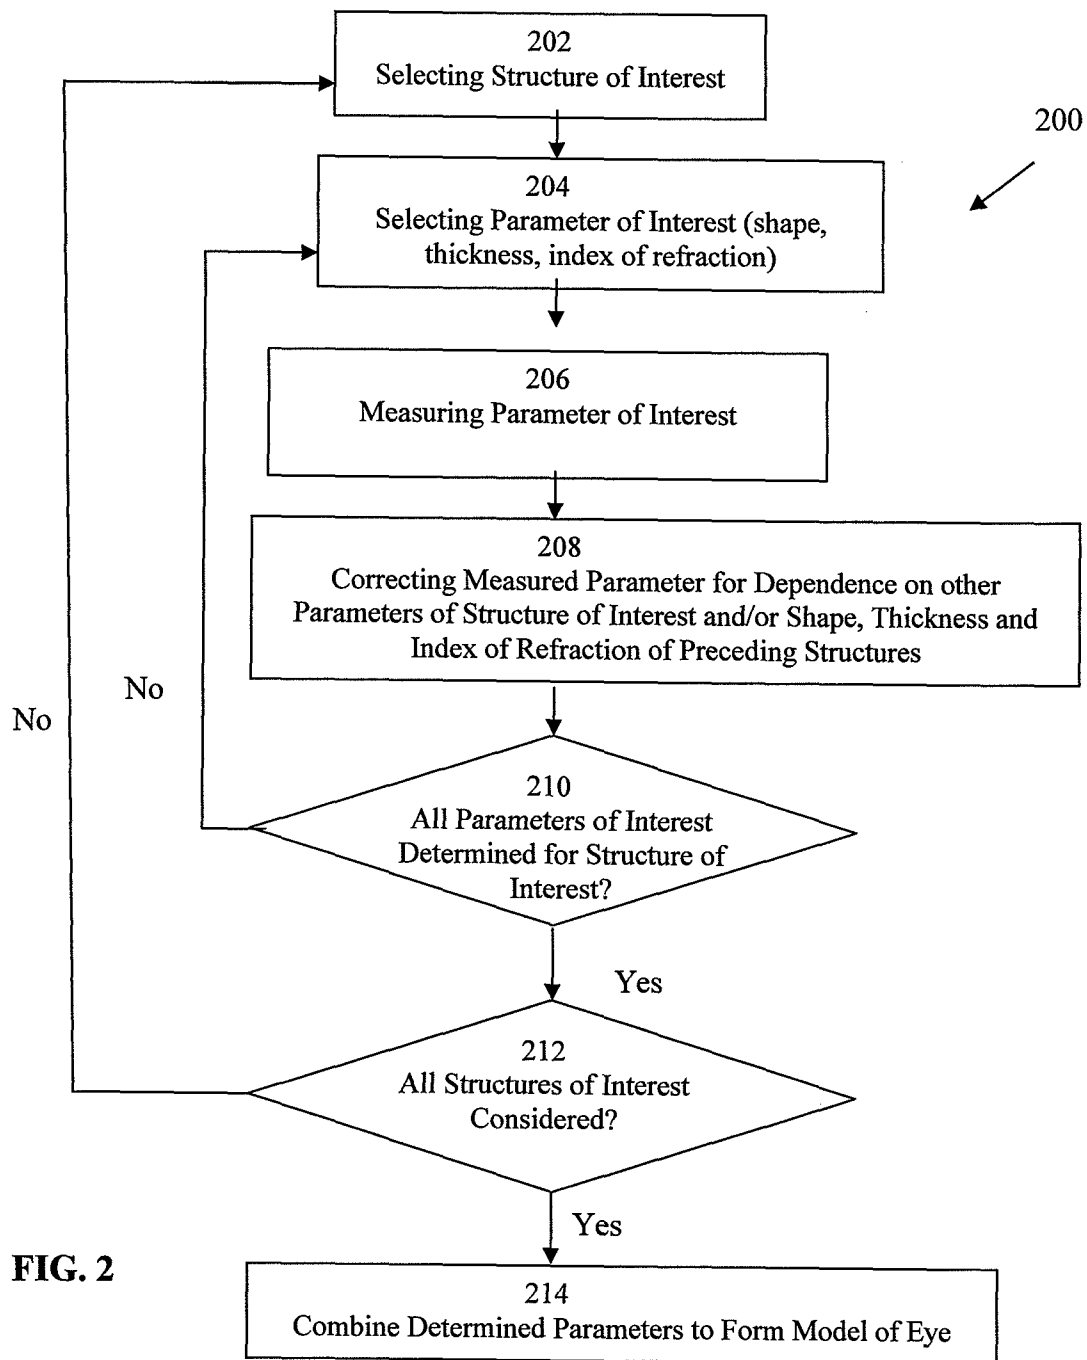 202
Selecting Structure of Interest
200
204
Selecting Parameter of Interest (shape,
thickness, index of refraction)
206
Measuring Parameter of Interest
208
Correcting Measured Parameter for Dependence on other
Parameters of Structure of Interest and/or Shape, Thickness and
Index of Refraction of Preceding Structures
No
No
210
All Parameters of Interest
Determined for Structure of
Interest?
Yes
212
All Structures of Interest
Considered?
Yes
FIG. 2
214
Combine Determined Parameters to Form Model of Eye